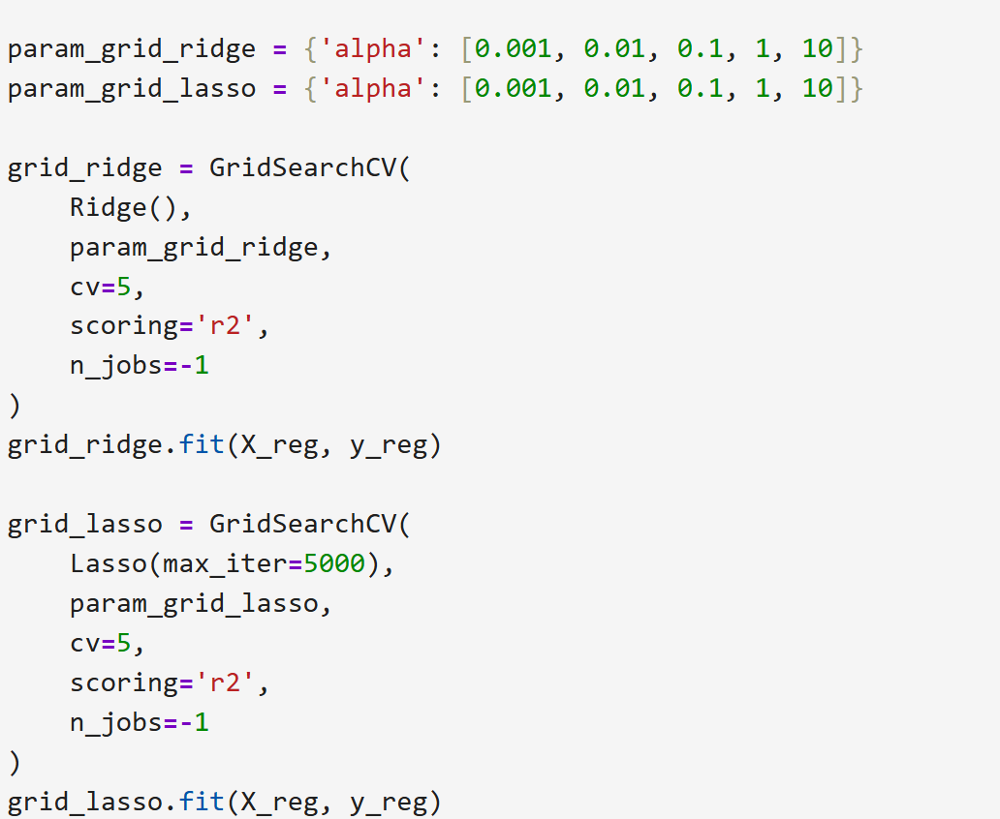 param_grid_ridge = {'alpha': [0.001, 0.01, 0.1, 1, 10]}
param_grid_lasso = {'alpha': [0.001, 0.01, 0.1, 1, 10]}

grid_ridge = GridSearchCV(
    Ridge(),
    param_grid_ridge,
    cv=5,
    scoring='r2',
    n_jobs=-1
)
grid_ridge.fit(X_reg, y_reg)

grid_lasso = GridSearchCV(
    Lasso(max_iter=5000),
    param_grid_lasso,
    cv=5,
    scoring='r2',
    n_jobs=-1
)
grid_lasso.fit(X_reg, y_reg)